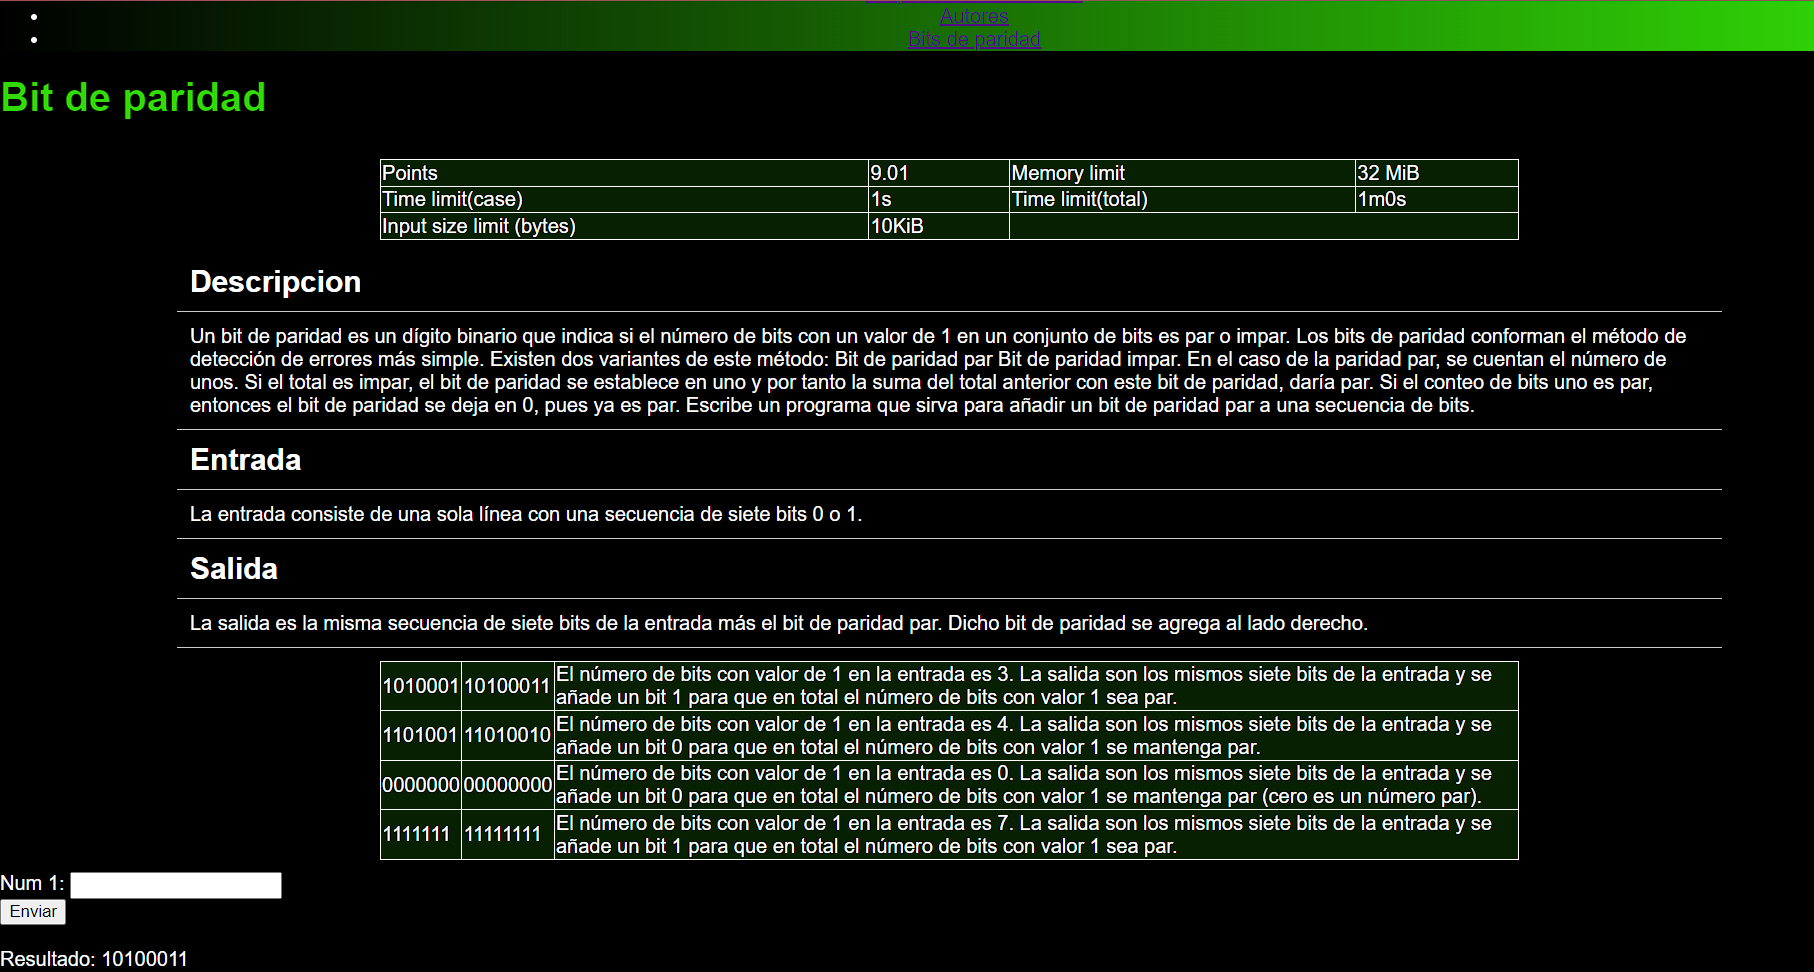 Autores
Bits de paridad
Bit de paridad
Points 9.01 Memory limit 32 MiB
Time limit(case) 1s Time limit(total) 1m0s
Input size limit (bytes) 10KiB
Descripcion
Un bit de paridad es un dígito binario que indica si el número de bits con un valor de 1 en un conjunto de bits es par o impar. Los bits de paridad conforman el método de
detección de errores más simple. Existen dos variantes de este método: Bit de paridad par Bit de paridad impar. En el caso de la paridad par, se cuentan el número de
unos. Si el total es impar, el bit de paridad se establece en uno y por tanto la suma del total anterior con este bit de paridad, daría par. Si el conteo de bits uno es par,
entonces el bit de paridad se deja en 0, pues ya es par. Escribe un programa que sirva para añadir un bit de paridad par a una secuencia de bits.
Entrada
La entrada consiste de una sola línea con una secuencia de siete bits 0 o 1.
Salida
La salida es la misma secuencia de siete bits de la entrada más el bit de paridad par. Dicho bit de paridad se agrega al lado derecho.
1010001 10100011 El número de bits con valor de 1 en la entrada es 3. La salida son los mismos siete bits de la entrada y se
añade un bit 1 para que en total el número de bits con valor 1 sea par.
1101001 11010010 El número de bits con valor de 1 en la entrada es 4. La salida son los mismos siete bits de la entrada y se
añade un bit 0 para que en total el número de bits con valor 1 se mantenga par.
0000000 00000000 El número de bits con valor de 1 en la entrada es 0. La salida son los mismos siete bits de la entrada y se
añade un bit 0 para que en total el número de bits con valor 1 se mantenga par (cero es un número par).
1111111 11111111 El número de bits con valor de 1 en la entrada es 7. La salida son los mismos siete bits de la entrada y se
añade un bit 1 para que en total el número de bits con valor 1 sea par.
Num 1:
Enviar
Resultado: 10100011